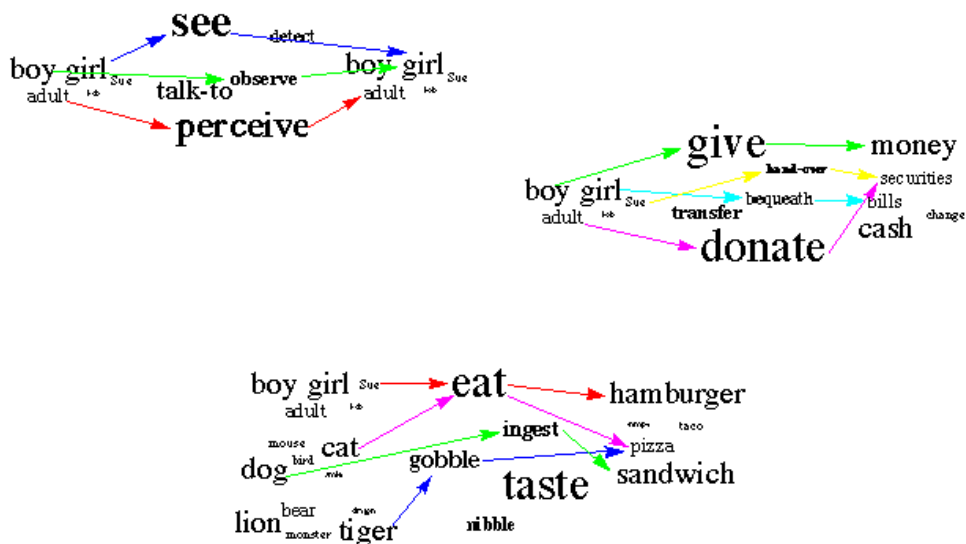 see
detect
boy girl Sue
boy girl
talk-to observe
adult
adult
perceive
give money
hand-over securities
boy girl Sue
bequeath bills
adult
transfer
change
cash
donate
boy girl Sue
eat
hamburger
adult
taco
mouse
cat
ingest
pizza
dog bird
gobble
sandwich
taste
bear
lion
tiger
monster
nibble